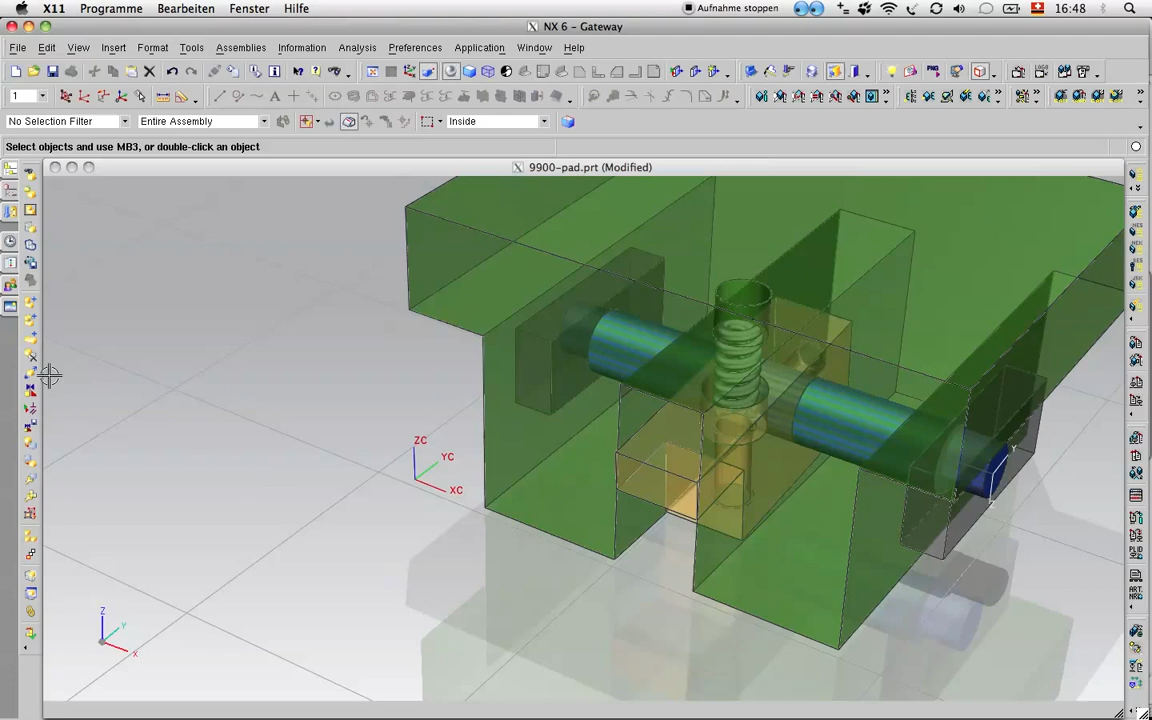 X11 Programme Bearbeiten Fenster Hilfe Aufnahme stoppen 16:48
NX 6 - Gateway
File Edit View Insert Format Tools Assemblies Information Analysis Preferences Application Window Help
1
No Selection Filter Entire Assembly Inside
Select objects and use MB3, or double-click an object
9900-pad.prt (Modified)
ZC
YC
XC
Z
Y
X